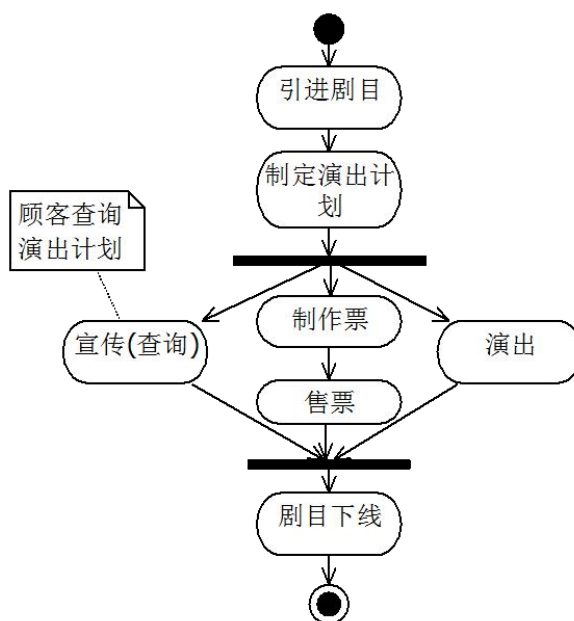 引进剧目
制定演出计
划
顾客查询
演出计划
宣传(查询)
制作票
演出
售票
剧目下线